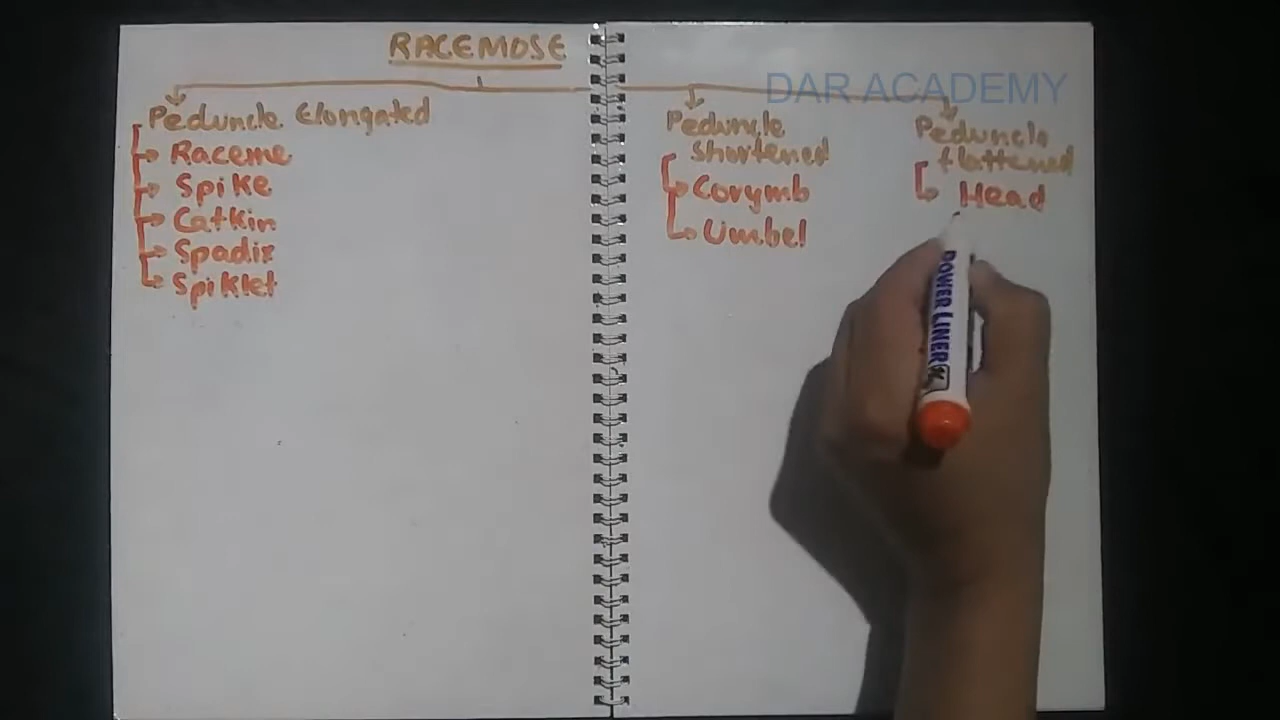 RACEMOSE
DAR ACADEMY
Peduncle Elongated
Raceme
Spike
Catkin
Spadix
Spiklet
Peduncle
shortened
Corymb
Umbel
Peduncle
flattened
Head
POWER LINER